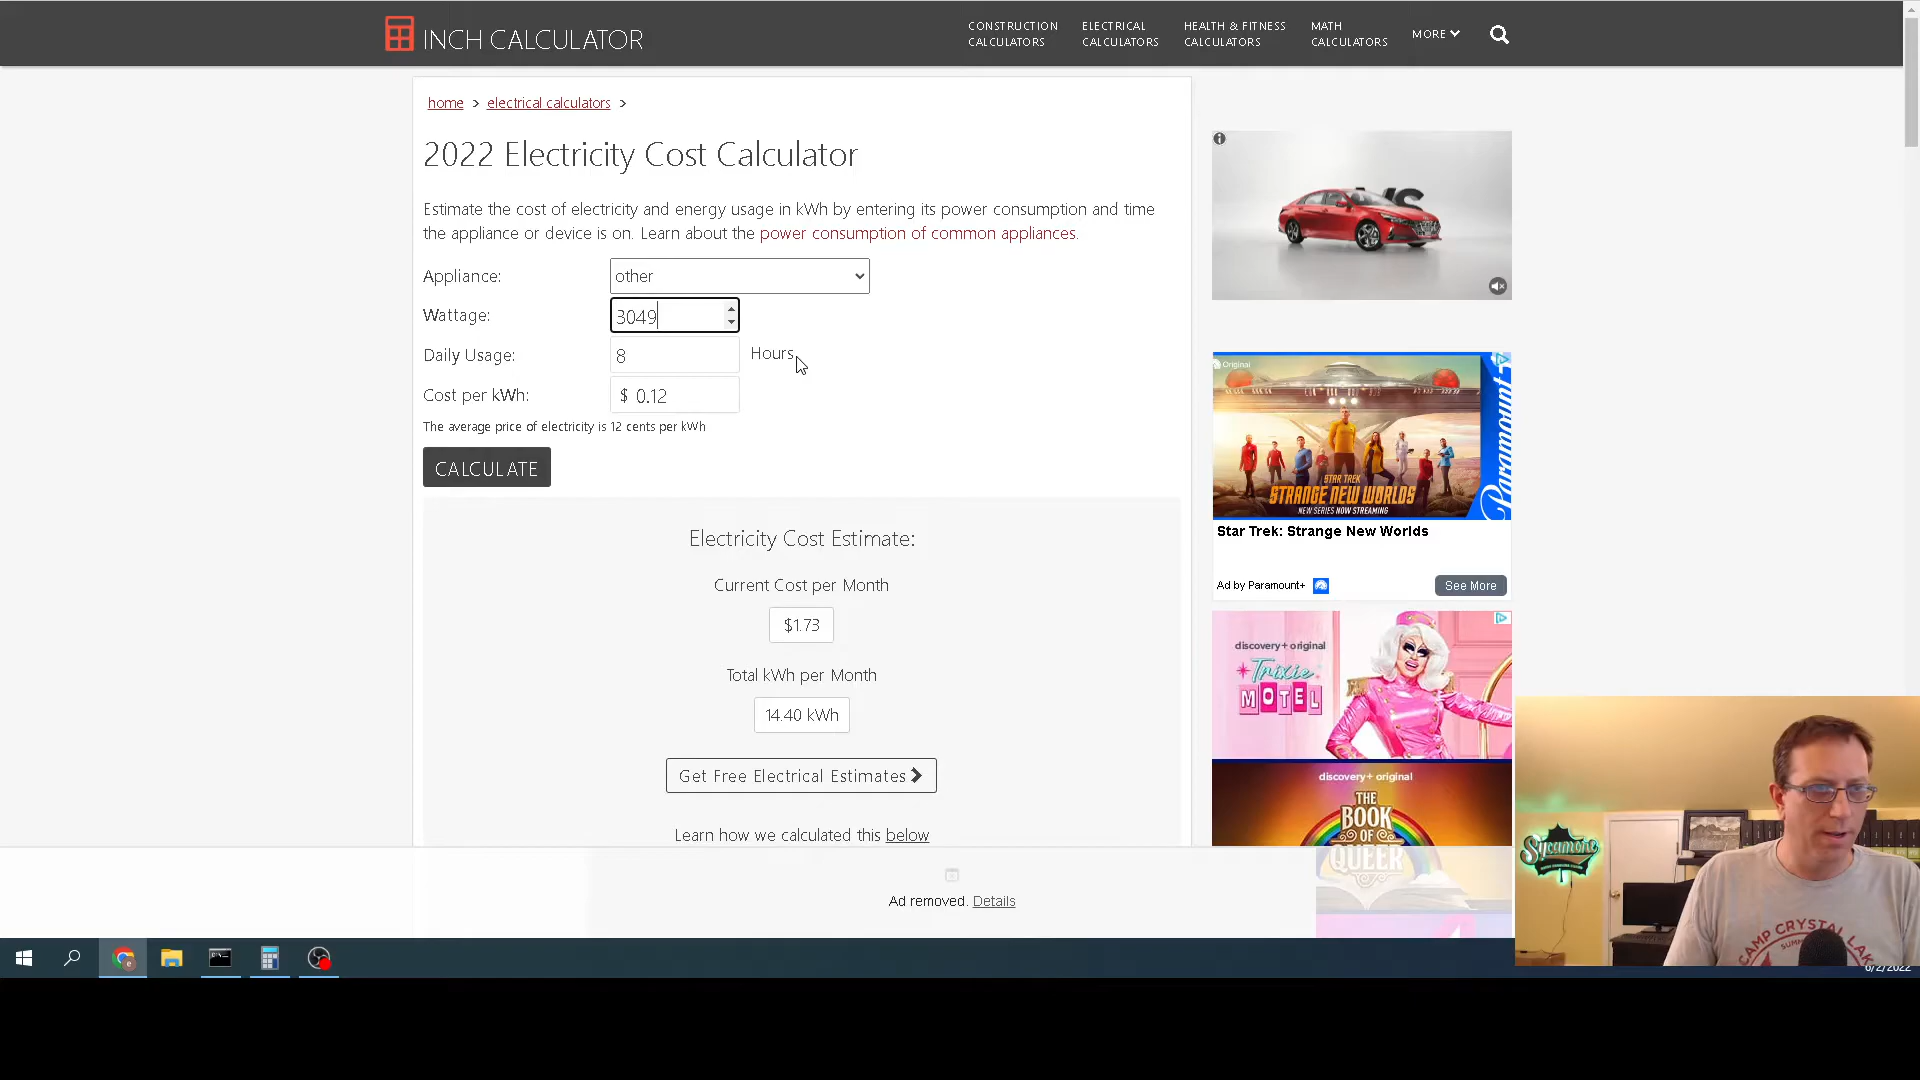 INCH CALCULATOR
CONSTRUCTION CALCULATORS
ELECTRICAL CALCULATORS
HEALTH & FITNESS CALCULATORS
MATH CALCULATORS
MORE
home > electrical calculators >
2022 Electricity Cost Calculator
Estimate the cost of electricity and energy usage in kWh by entering its power consumption and time
the appliance or device is on. Learn about the power consumption of common appliances.
Appliance: other
Wattage: 3049
Daily Usage: 8 Hours
Cost per kWh: $ 0.12
The average price of electricity is 12 cents per kWh
CALCULATE
Electricity Cost Estimate:
Current Cost per Month
$1.73
Total kWh per Month
14.40 kWh
Get Free Electrical Estimates
Learn how we calculated this below
Ad removed. Details
Original
Paramount+
STAR TREK
STRANGE NEW WORLDS
NEW SERIES NOW STREAMING
Star Trek: Strange New Worlds
Ad by Paramount+
See More
discovery+ original
Trixie
MOTEL
discovery+ original
THE
BOOK
OF
QUEER
Sycamore
CAMP CRYSTAL LAKE
6/2/2022